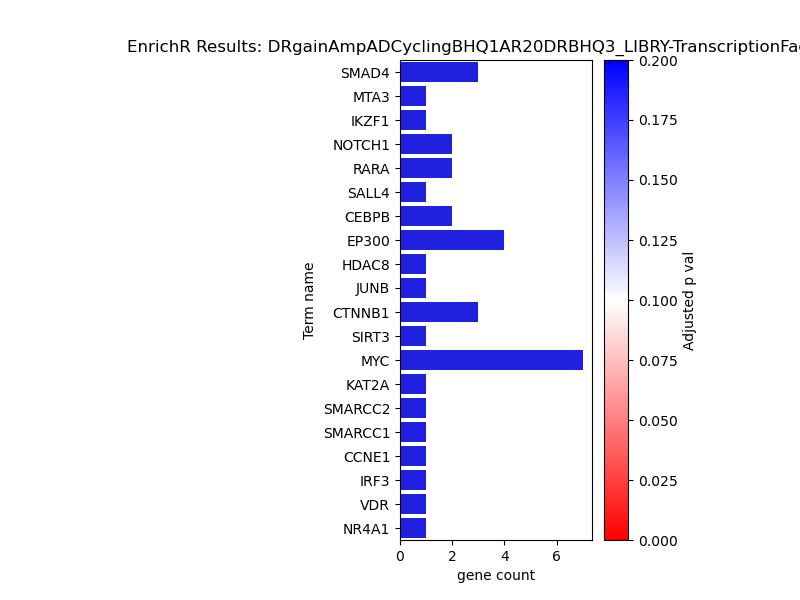 EnrichR Results: DRgainAmpADCyclingBHQ1AR20DRBHQ3_LIBRY-TranscriptionFa
SMAD4
MTA3
IKZF1
NOTCH1
RARA
SALL4
CEBPB
EP300
HDAC8
JUNB
CTNNB1
SIRT3
MYC
KAT2A
SMARCC2
SMARCC1
CCNE1
IRF3
VDR
NR4A1
Term name
0 2 4 6
gene count
0.200
0.175
0.150
0.125
0.100
0.075
0.050
0.025
0.000
Adjusted p val